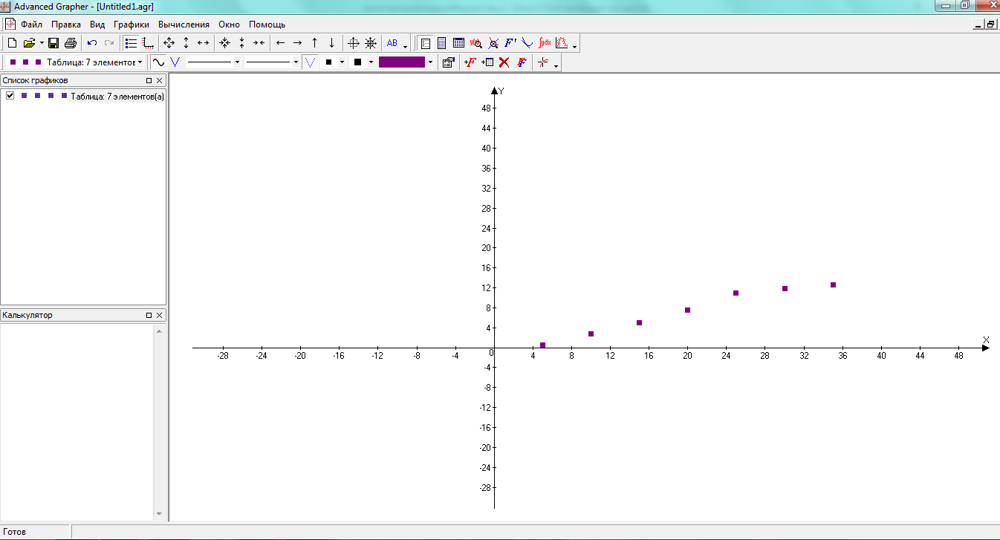 Advanced Grapher - [Untitled1.agr]
Файл Правка Вид Графики Вычисления Окно Помощь
AB y(x) F' ∫ydx
Таблица: 7 элементов +F F
Список графиков
Таблица: 7 элементов(а)
Калькулятор
Y
48
44
40
36
32
28
24
20
16
12
8
4
X
0
-28 -24 -20 -16 -12 -8 -4 4 8 12 16 20 24 28 32 36 40 44 48
-4
-8
-12
-16
-20
-24
-28
Готов